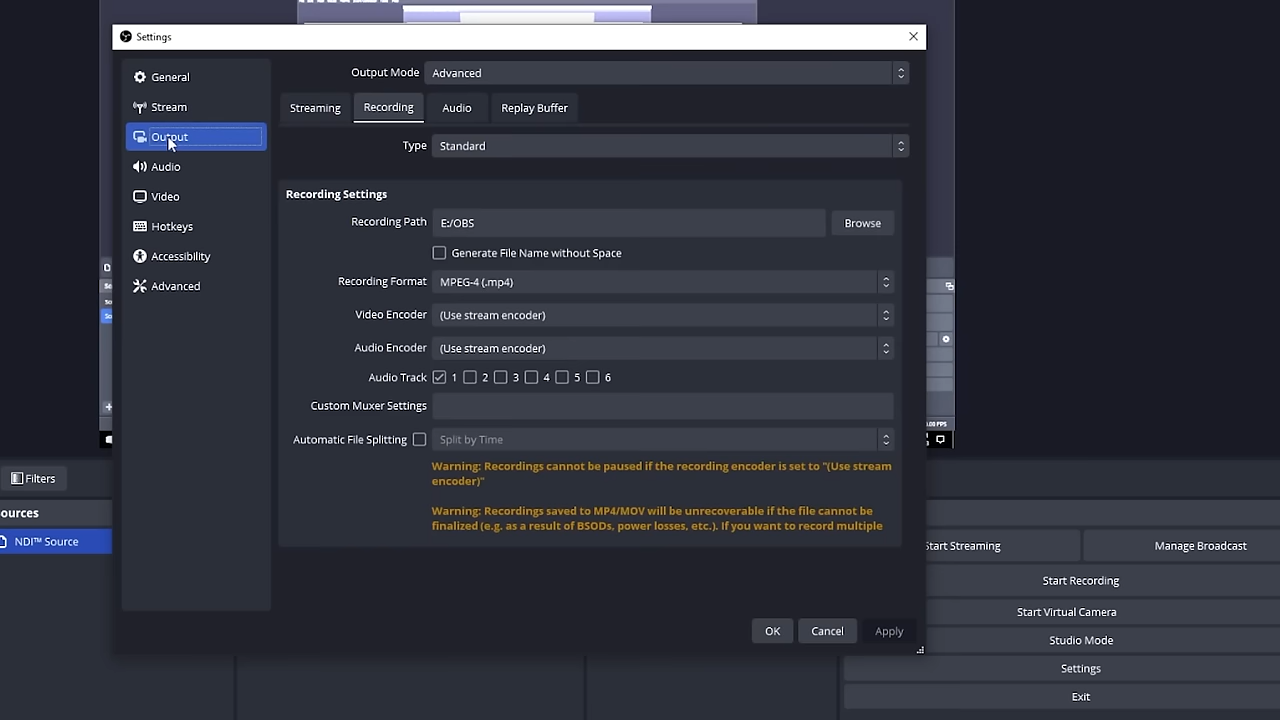 Settings
General
Stream
Output
Audio
Video
Hotkeys
Accessibility
Advanced
Output Mode Advanced
Streaming Recording Audio Replay Buffer
Type Standard
Recording Settings
Recording Path E:/OBS Browse
Generate File Name without Space
Recording Format MPEG-4 (.mp4)
Video Encoder (Use stream encoder)
Audio Encoder (Use stream encoder)
Audio Track 1 2 3 4 5 6
Custom Muxer Settings
Automatic File Splitting Split by Time
Warning: Recordings cannot be paused if the recording encoder is set to "(Use stream
encoder)"
Warning: Recordings saved to MP4/MOV will be unrecoverable if the file cannot be
finalized (e.g. as a result of BSODs, power losses, etc.). If you want to record multiple
OK Cancel Apply
Filters
ources
NDI™ Source
Start Streaming Manage Broadcast
Start Recording
Start Virtual Camera
Studio Mode
Settings
Exit